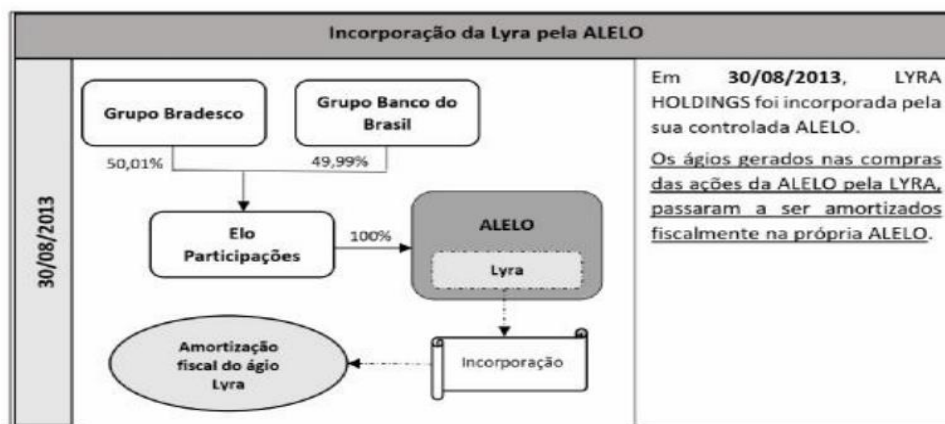 Incorporação da Lyra pela ALELO
30/08/2013
Grupo Bradesco
Grupo Banco do
Brasil
50,01%
49,99%
Elo
Participações
100%
ALELO
Lyra
Amortização
fiscal do ágio
Lyra
Incorporação
Em 30/08/2013, LYRA
HOLDINGS foi incorporada pela
sua controlada ALELO.
Os ágios gerados nas compras
das ações da ALELO pela LYRA,
passaram a ser amortizados
fiscalmente na própria ALELO.